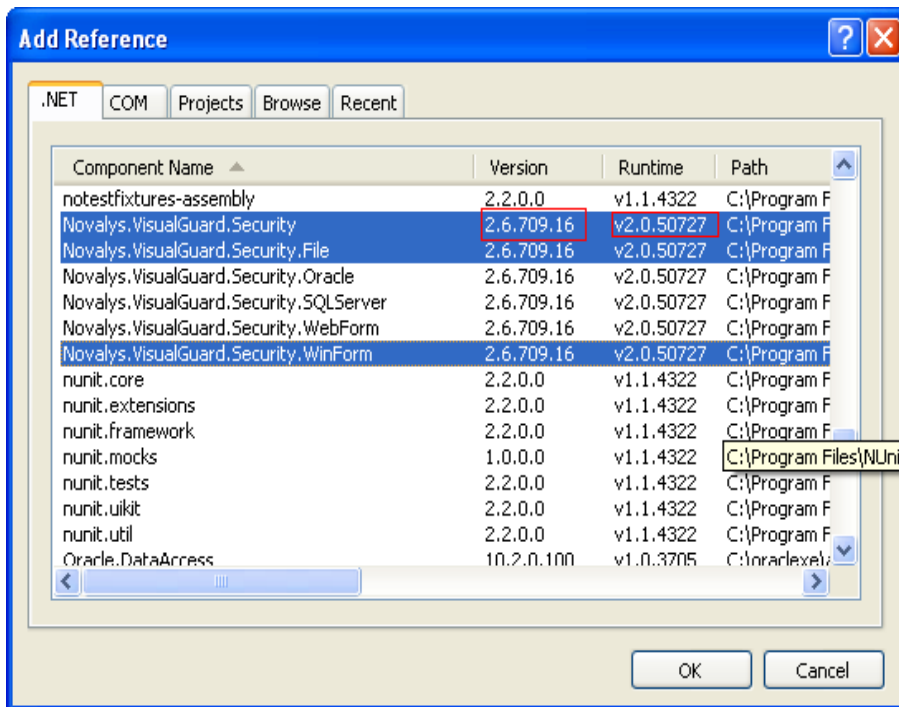 Add Reference
.NET COM Projects Browse Recent
Component Name Version Runtime Path
notestfixtures-assembly 2.2.0.0 v1.1.4322 C:\Program F
Novalys.VisualGuard.Security 2.6.709.16 v2.0.50727 C:\Program F
Novalys.VisualGuard.Security.File 2.6.709.16 v2.0.50727 C:\Program F
Novalys.VisualGuard.Security.Oracle 2.6.709.16 v2.0.50727 C:\Program F
Novalys.VisualGuard.Security.SQLServer 2.6.709.16 v2.0.50727 C:\Program F
Novalys.VisualGuard.Security.WebForm 2.6.709.16 v2.0.50727 C:\Program F
Novalys.VisualGuard.Security.WinForm 2.6.709.16 v2.0.50727 C:\Program F
nunit.core 2.2.0.0 v1.1.4322 C:\Program F
nunit.extensions 2.2.0.0 v1.1.4322 C:\Program F
nunit.framework 2.2.0.0 v1.1.4322 C:\Program F
nunit.mocks 1.0.0.0 v1.1.4322 C:\Program Files\NUni
nunit.tests 2.2.0.0 v1.1.4322 C:\Program F
nunit.uikit 2.2.0.0 v1.1.4322 C:\Program F
nunit.util 2.2.0.0 v1.1.4322 C:\Program F
Oracle.DataAccess 10.2.0.100 v1.0.3705 C:\oraclexe\a
OK Cancel